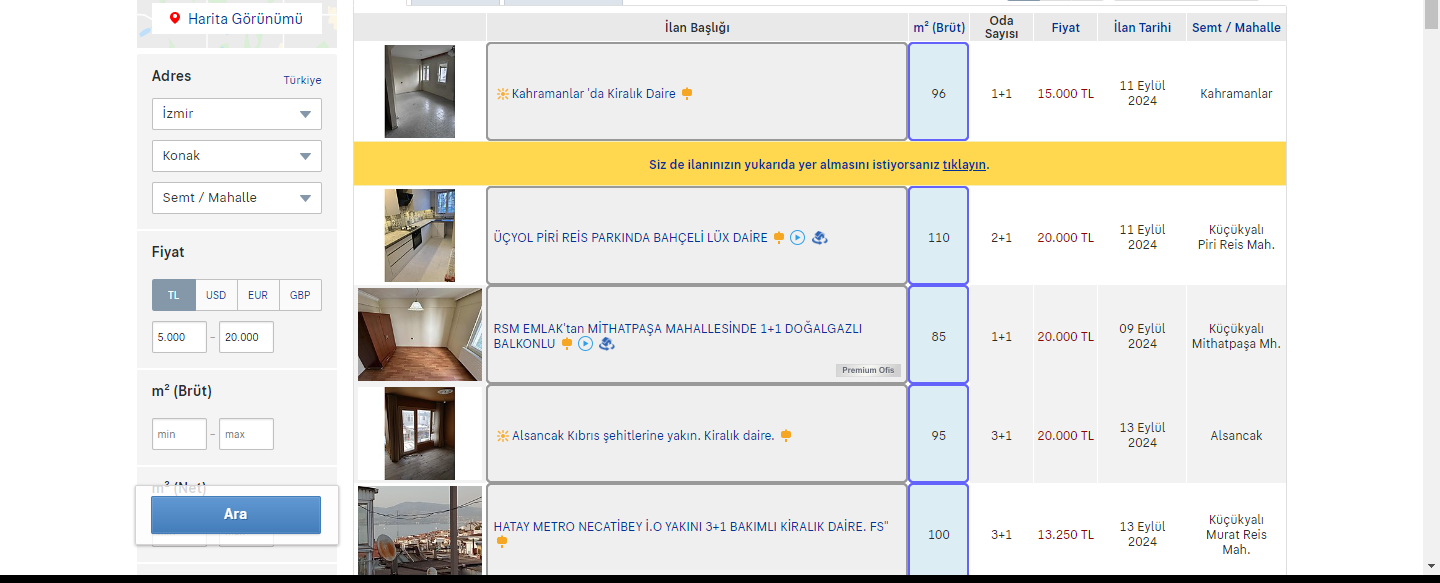 Harita Görünümü
Adres
Türkiye
İzmir
Konak
Semt / Mahalle
Fiyat
TL USD EUR GBP
5.000 - 20.000
m² (Brüt)
min - max
m² (Net)
Ara
İlan Başlığı m² (Brüt) Oda Sayısı Fiyat İlan Tarihi Semt / Mahalle
Kahramanlar 'da Kiralık Daire 96 1+1 15.000 TL 11 Eylül 2024 Kahramanlar
Siz de ilanınızın yukarıda yer almasını istiyorsanız tıklayın.
ÜÇYOL PİRİ REİS PARKINDA BAHÇELİ LÜX DAİRE 110 2+1 20.000 TL 11 Eylül 2024 Küçükyalı Piri Reis Mah.
RSM EMLAK'tan MİTHATPAŞA MAHALLESİNDE 1+1 DOĞALGAZLI
BALKONLU 85 1+1 20.000 TL 09 Eylül 2024 Küçükyalı Mithatpaşa Mh.
Premium Ofis
Alsancak Kıbrıs şehitlerine yakın. Kiralık daire. 95 3+1 20.000 TL 13 Eylül 2024 Alsancak
HATAY METRO NECATİBEY İ.O YAKINI 3+1 BAKIMLI KİRALIK DAİRE. FS" 100 3+1 13.250 TL 13 Eylül 2024 Küçükyalı Murat Reis Mah.